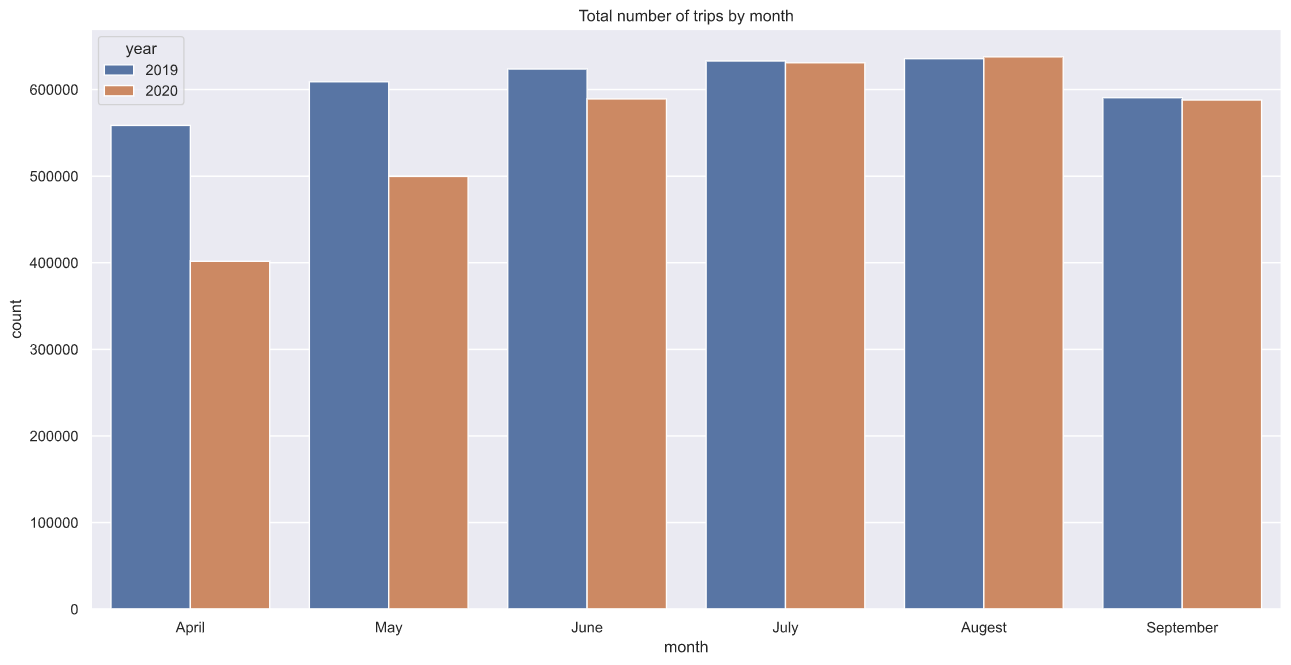 Total number of trips by month
year
2019
2020
600000
500000
400000
300000
200000
100000
0
count
April May June July Augest September
month